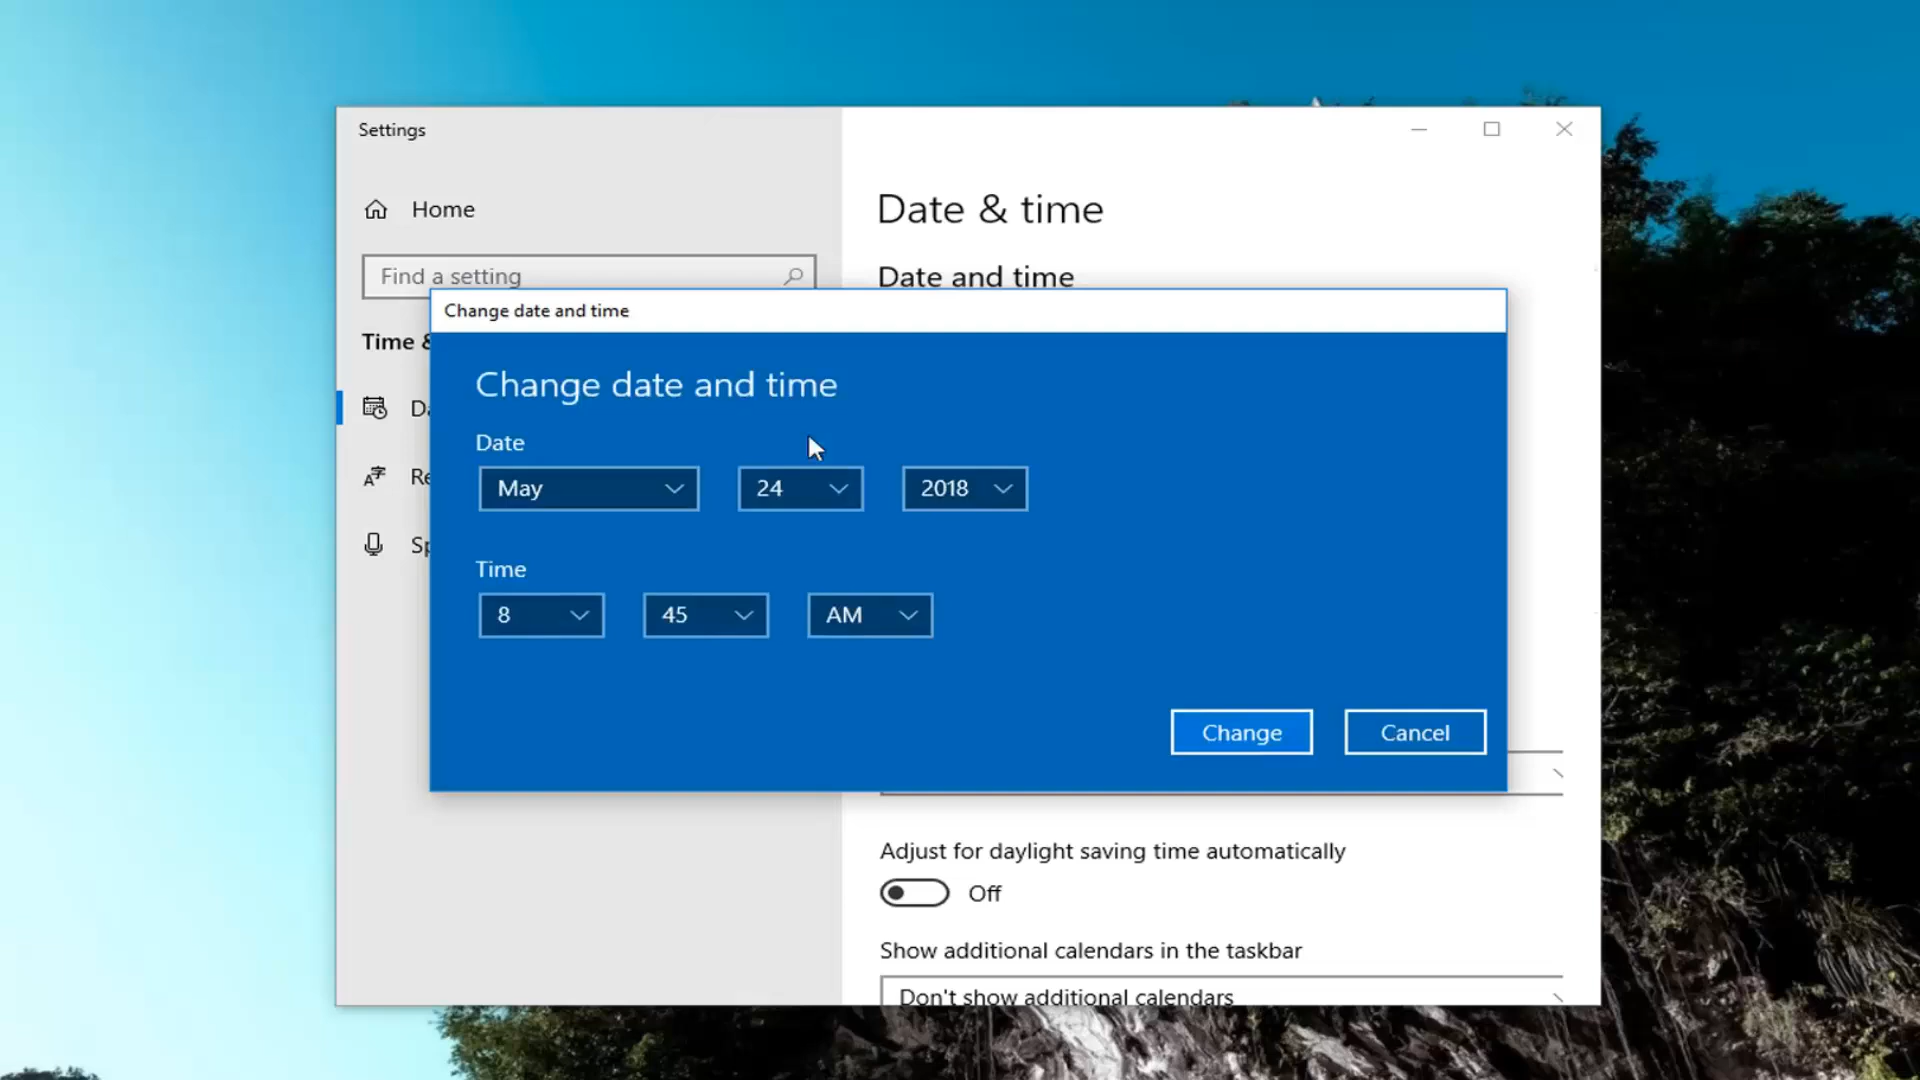 Settings
Home
Find a setting
Time &
Date & time
Date and time
Change date and time
Change date and time
Date
May
24
2018
Time
8
45
AM
Change
Cancel
Adjust for daylight saving time automatically
Off
Show additional calendars in the taskbar
Don't show additional calendars